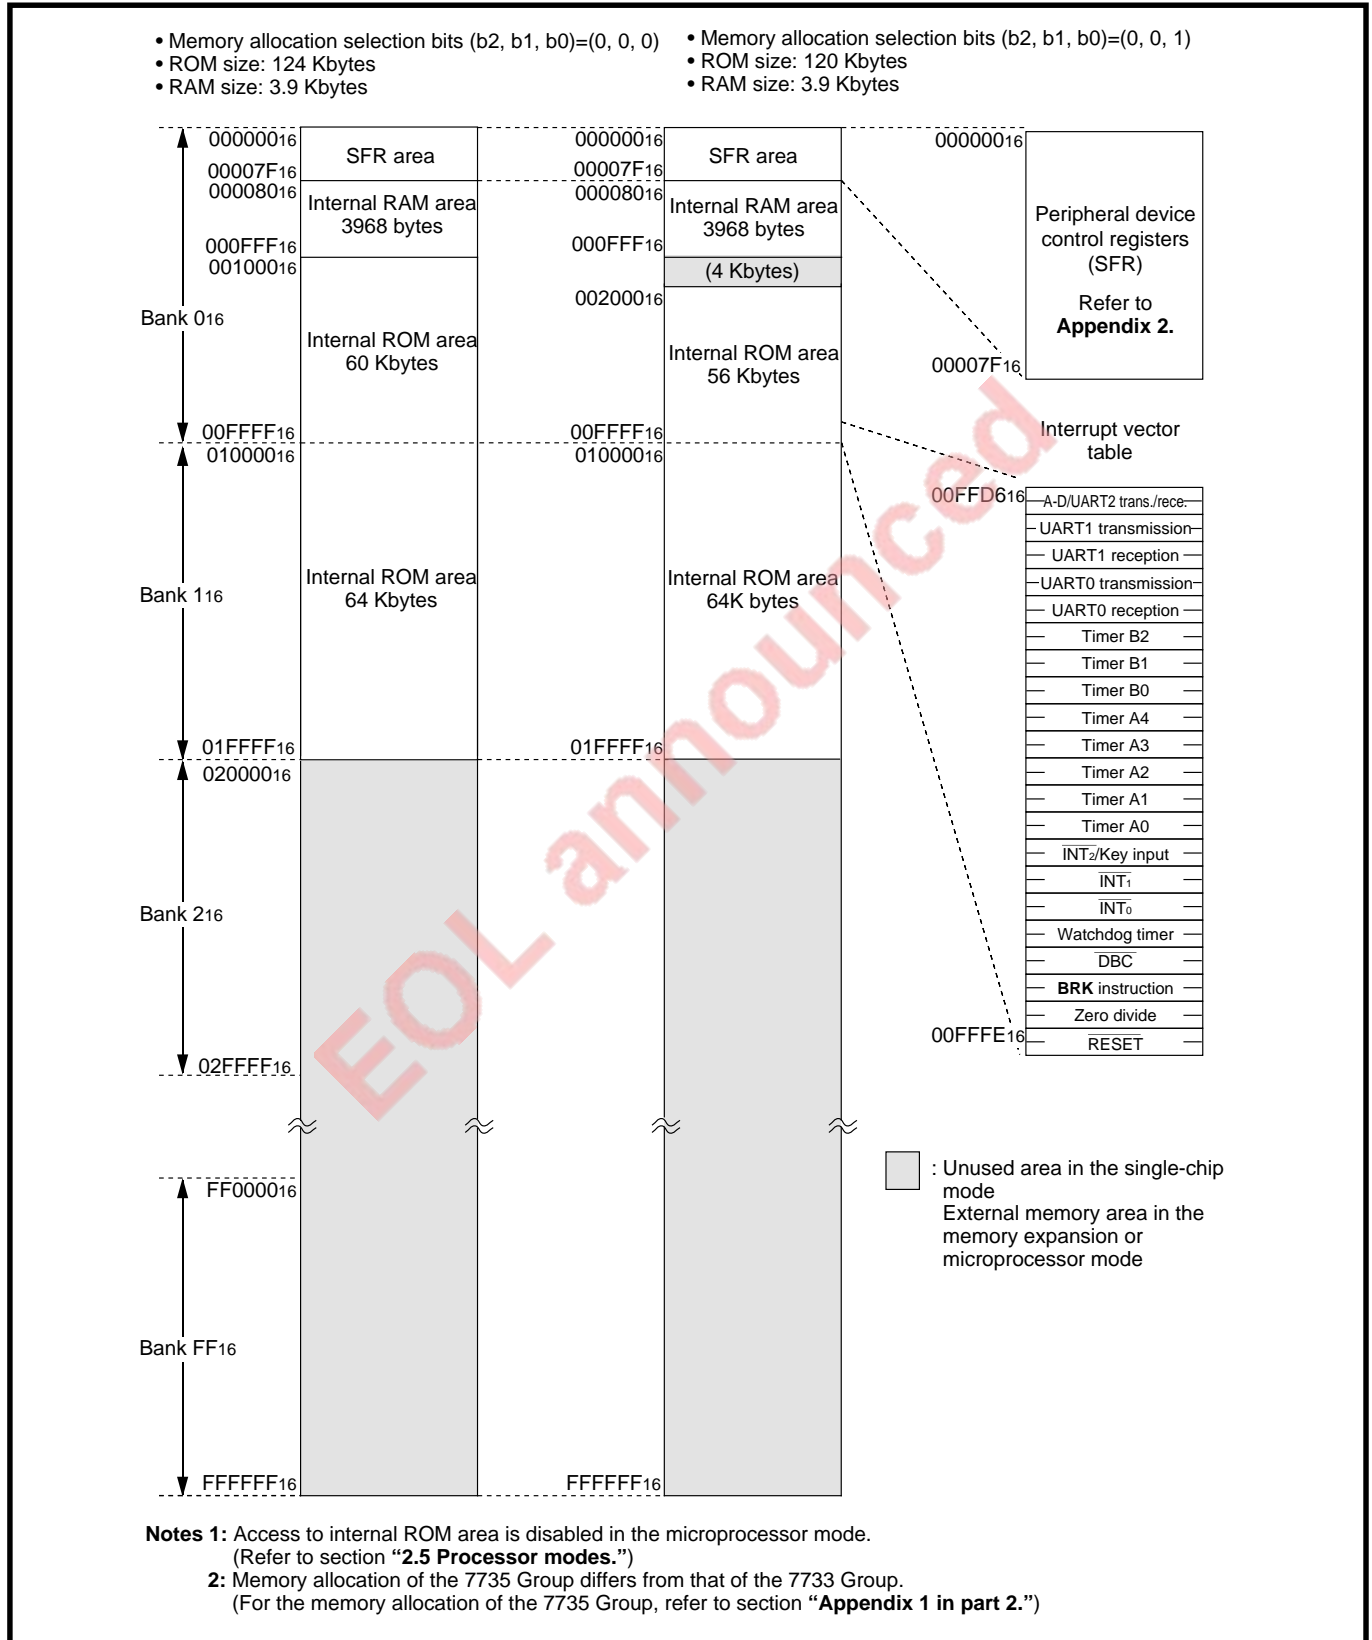 • Memory allocation selection bits (b2, b1, b0)=(0, 0, 0)
• ROM size: 124 Kbytes
• RAM size: 3.9 Kbytes
• Memory allocation selection bits (b2, b1, b0)=(0, 0, 1)
• ROM size: 120 Kbytes
• RAM size: 3.9 Kbytes
Bank 016
Bank 116
Bank 216
Bank FF16
00000016
00007F16
00008016
000FFF16
00100016
00FFFF16
01000016
01FFFF16
02000016
02FFFF16
FF000016
FFFFFF16
SFR area
Internal RAM area
3968 bytes
Internal ROM area
60 Kbytes
Internal ROM area
64 Kbytes
00000016
00007F16
00008016
000FFF16
00200016
00FFFF16
01000016
01FFFF16
FFFFFF16
SFR area
Internal RAM area
3968 bytes
(4 Kbytes)
Internal ROM area
56 Kbytes
Internal ROM area
64K bytes
00000016
Peripheral device
control registers
(SFR)
Refer to
Appendix 2.
00007F16
Interrupt vector
table
00FFD616
A-D/UART2 trans./rece.
UART1 transmission
UART1 reception
UART0 transmission
UART0 reception
Timer B2
Timer B1
Timer B0
Timer A4
Timer A3
Timer A2
Timer A1
Timer A0
INT2/Key input
INT1
INT0
Watchdog timer
DBC
BRK instruction
Zero divide
00FFFE16
RESET
: Unused area in the single-chip
mode
External memory area in the
memory expansion or
microprocessor mode
EOL announced
Notes 1: Access to internal ROM area is disabled in the microprocessor mode.
(Refer to section “2.5 Processor modes.”)
2: Memory allocation of the 7735 Group differs from that of the 7733 Group.
(For the memory allocation of the 7735 Group, refer to section “Appendix 1 in part 2.”)